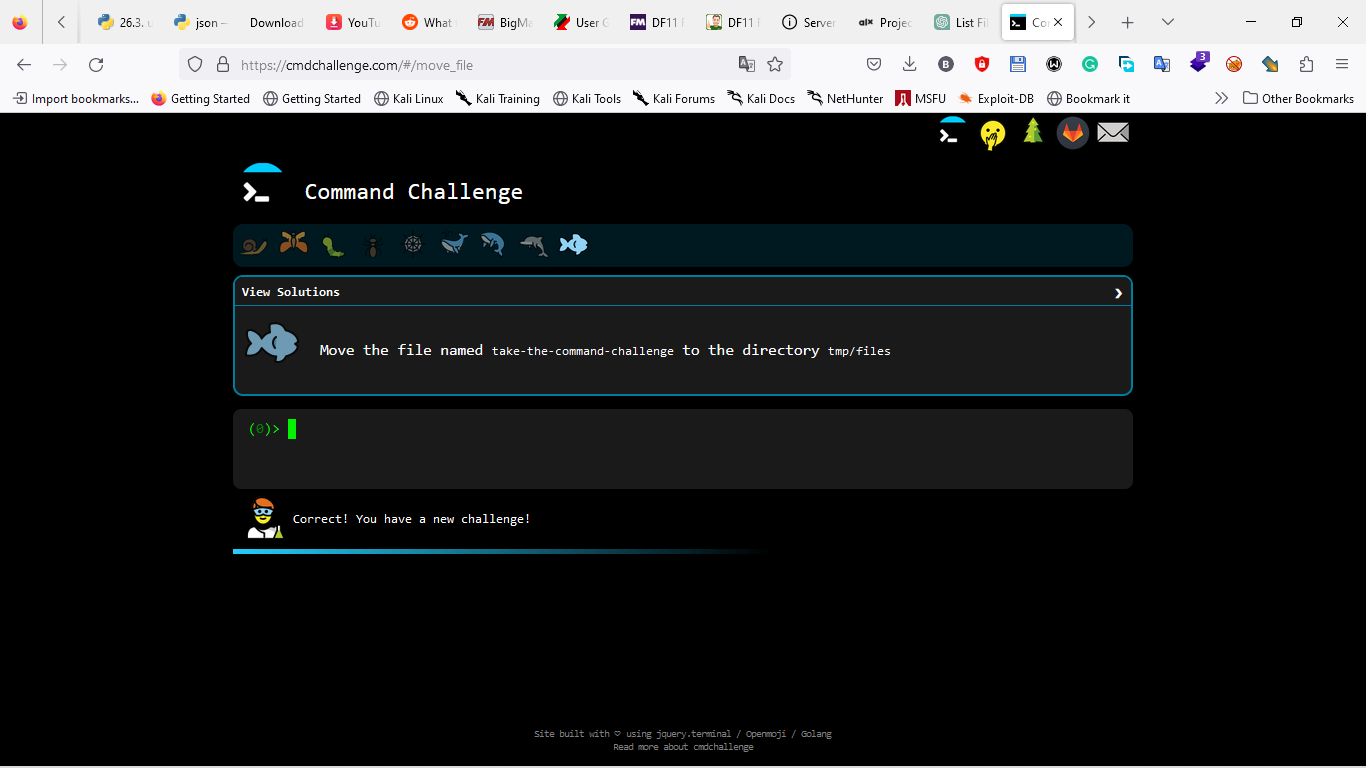 26.3. u
json —
Download
YouTu
What
BigMa
User G
DF11 F
DF11 F
Server
alx Projec
List Fi
Co
https://cmdchallenge.com/#/move_file
3
Import bookmarks... Getting Started Getting Started Kali Linux Kali Training Kali Tools Kali Forums Kali Docs NetHunter MSFU Exploit-DB Bookmark it Other Bookmarks
Command Challenge
View Solutions
Move the file named take-the-command-challenge to the directory tmp/files
(0)>
Correct! You have a new challenge!
Site built with ♡ using jquery.terminal / Openmoji / Golang
Read more about cmdchallenge